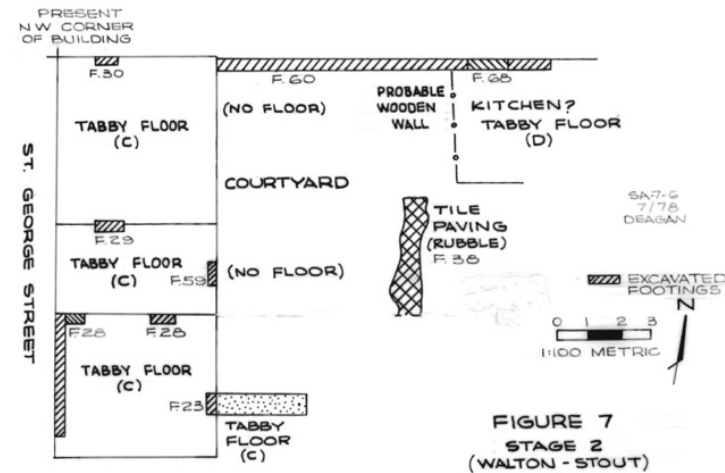 PRESENT
NW CORNER
OF BUILDING
F.30
F.60
F.68
(NO FLOOR)
PROBABLE
WOODEN
WALL
KITCHEN?
TABBY FLOOR
(D)
TABBY FLOOR
(C)
ST. GEORGE STREET
COURTYARD
SA-7-6
7/78
DEAGAN
TILE
PAVING
(RUBBLE)
F.38
F.29
TABBY FLOOR
(C)
F.59
(NO FLOOR)
EXCAVATED
FOOTINGS
N
0 1 2 3
1:100 METRIC
F.28
F.28
TABBY FLOOR
(C)
F.23
TABBY
FLOOR
(C)
FIGURE 7
STAGE 2
(WALTON-STOUT)